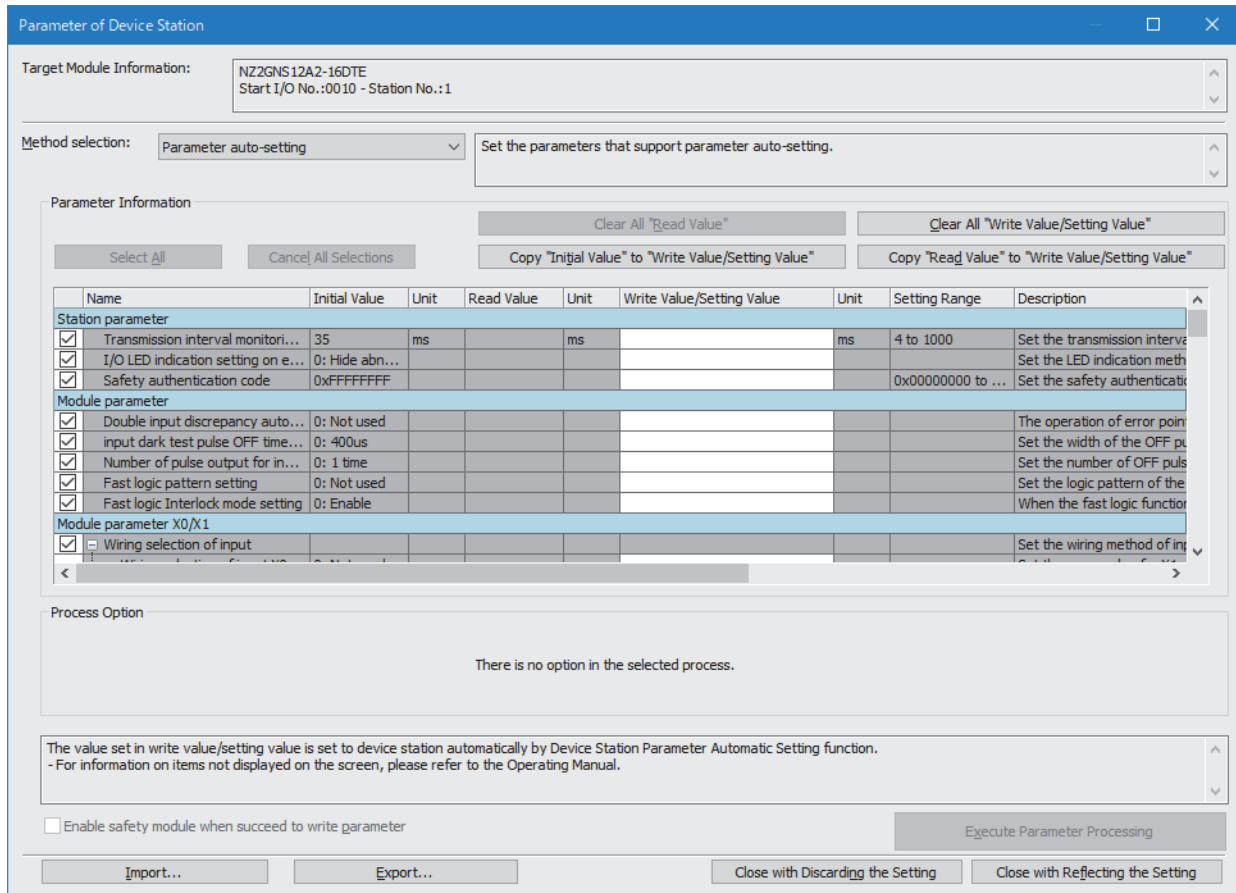 Parameter of Device Station
Target Module Information:
NZ2GNS12A2-16DTE
Start I/O No.:0010 - Station No.:1
Method selection: Parameter auto-setting Set the parameters that support parameter auto-setting.
Parameter Information
Clear All "Read Value" Clear All "Write Value/Setting Value"
Select All Cancel All Selections Copy "Initial Value" to "Write Value/Setting Value" Copy "Read Value" to "Write Value/Setting Value"
Name Initial Value Unit Read Value Unit Write Value/Setting Value Unit Setting Range Description
Station parameter
Transmission interval monitori... 35 ms ms ms 4 to 1000 Set the transmission interva
I/O LED indication setting on e... 0: Hide abn... Set the LED indication meth
Safety authentication code 0xFFFFFFFF 0x00000000 to ... Set the safety authenticatio
Module parameter
Double input discrepancy auto... 0: Not used The operation of error poin
input dark test pulse OFF time... 0: 400us Set the width of the OFF pu
Number of pulse output for in... 0: 1 time Set the number of OFF puls
Fast logic pattern setting 0: Not used Set the logic pattern of the
Fast logic Interlock mode setting 0: Enable When the fast logic function
Module parameter X0/X1
Wiring selection of input Set the wiring method of inp
Process Option
There is no option in the selected process.
The value set in write value/setting value is set to device station automatically by Device Station Parameter Automatic Setting function.
- For information on items not displayed on the screen, please refer to the Operating Manual.
Enable safety module when succeed to write parameter
Execute Parameter Processing
Import... Export... Close with Discarding the Setting Close with Reflecting the Setting